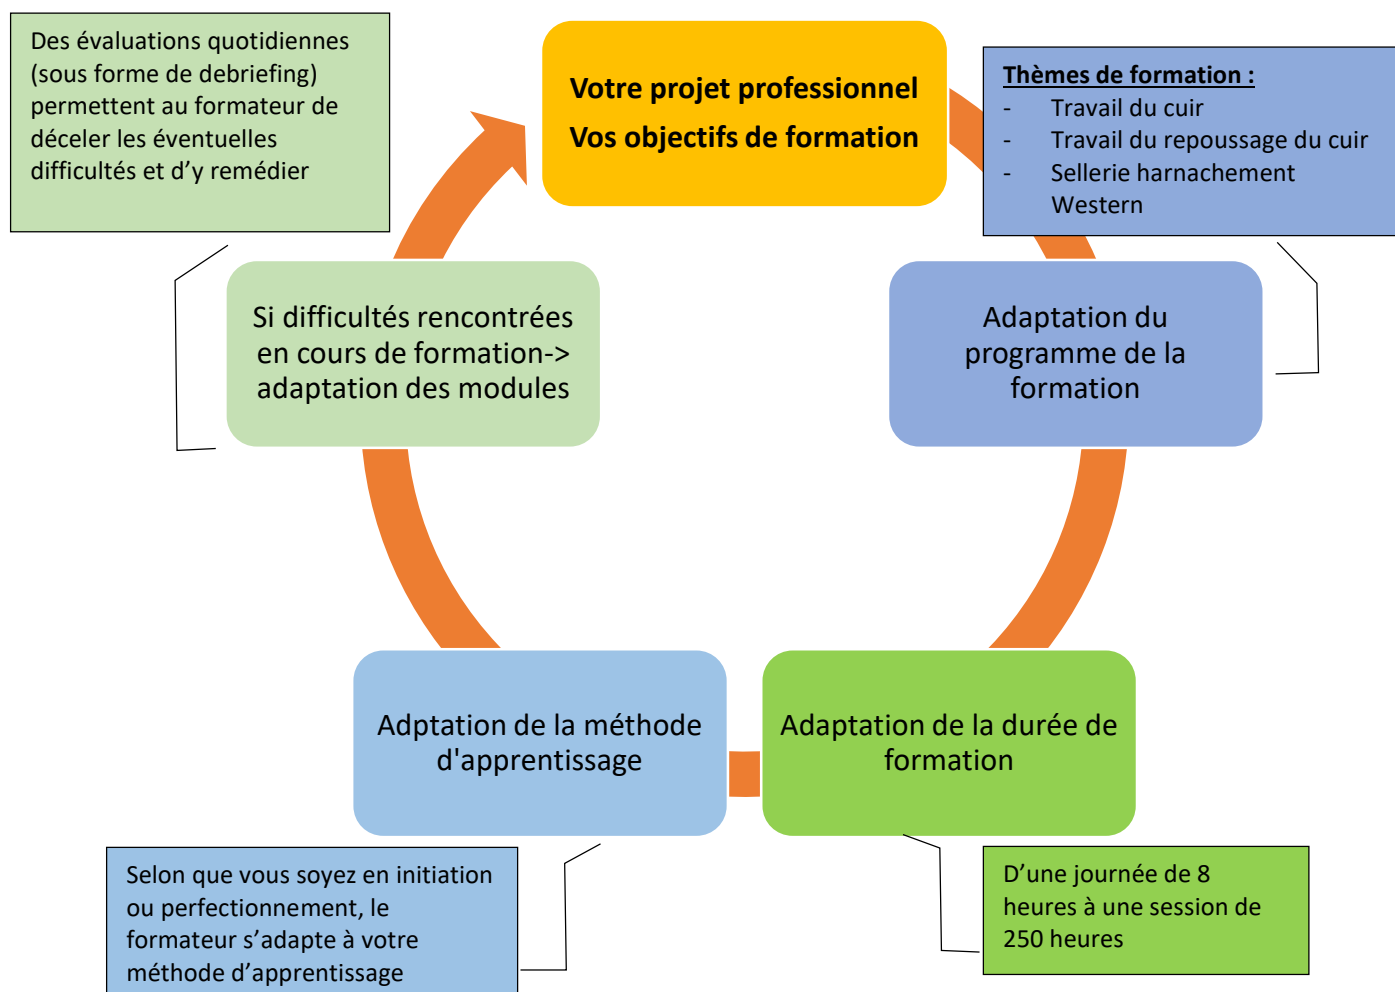 Des évaluations quotidiennes
(sous forme de debriefing)
permettent au formateur de
déceler les éventuelles
difficultés et d’y remédier
Votre projet professionnel
Vos objectifs de formation
Thèmes de formation :
- Travail du cuir
- Travail du repoussage du cuir
- Sellerie harnachement
Western
Si difficultés rencontrées
en cours de formation->
adaptation des modules
Adaptation du
programme de la
formation
Adptation de la méthode
d'apprentissage
Adaptation de la durée de
formation
Selon que vous soyez en initiation
ou perfectionnement, le
formateur s’adapte à votre
méthode d’apprentissage
D’une journée de 8
heures à une session de
250 heures